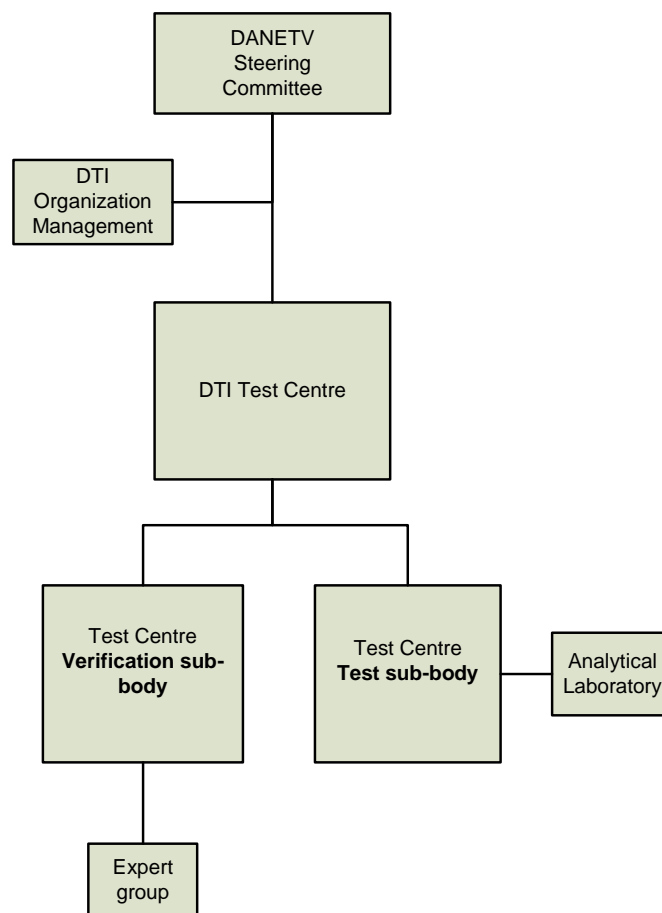 DANETV
Steering
Committee
DTI
Organization
Management
DTI Test Centre
Test Centre
Verification sub-
body
Test Centre
Test sub-body
Analytical
Laboratory
Expert
group